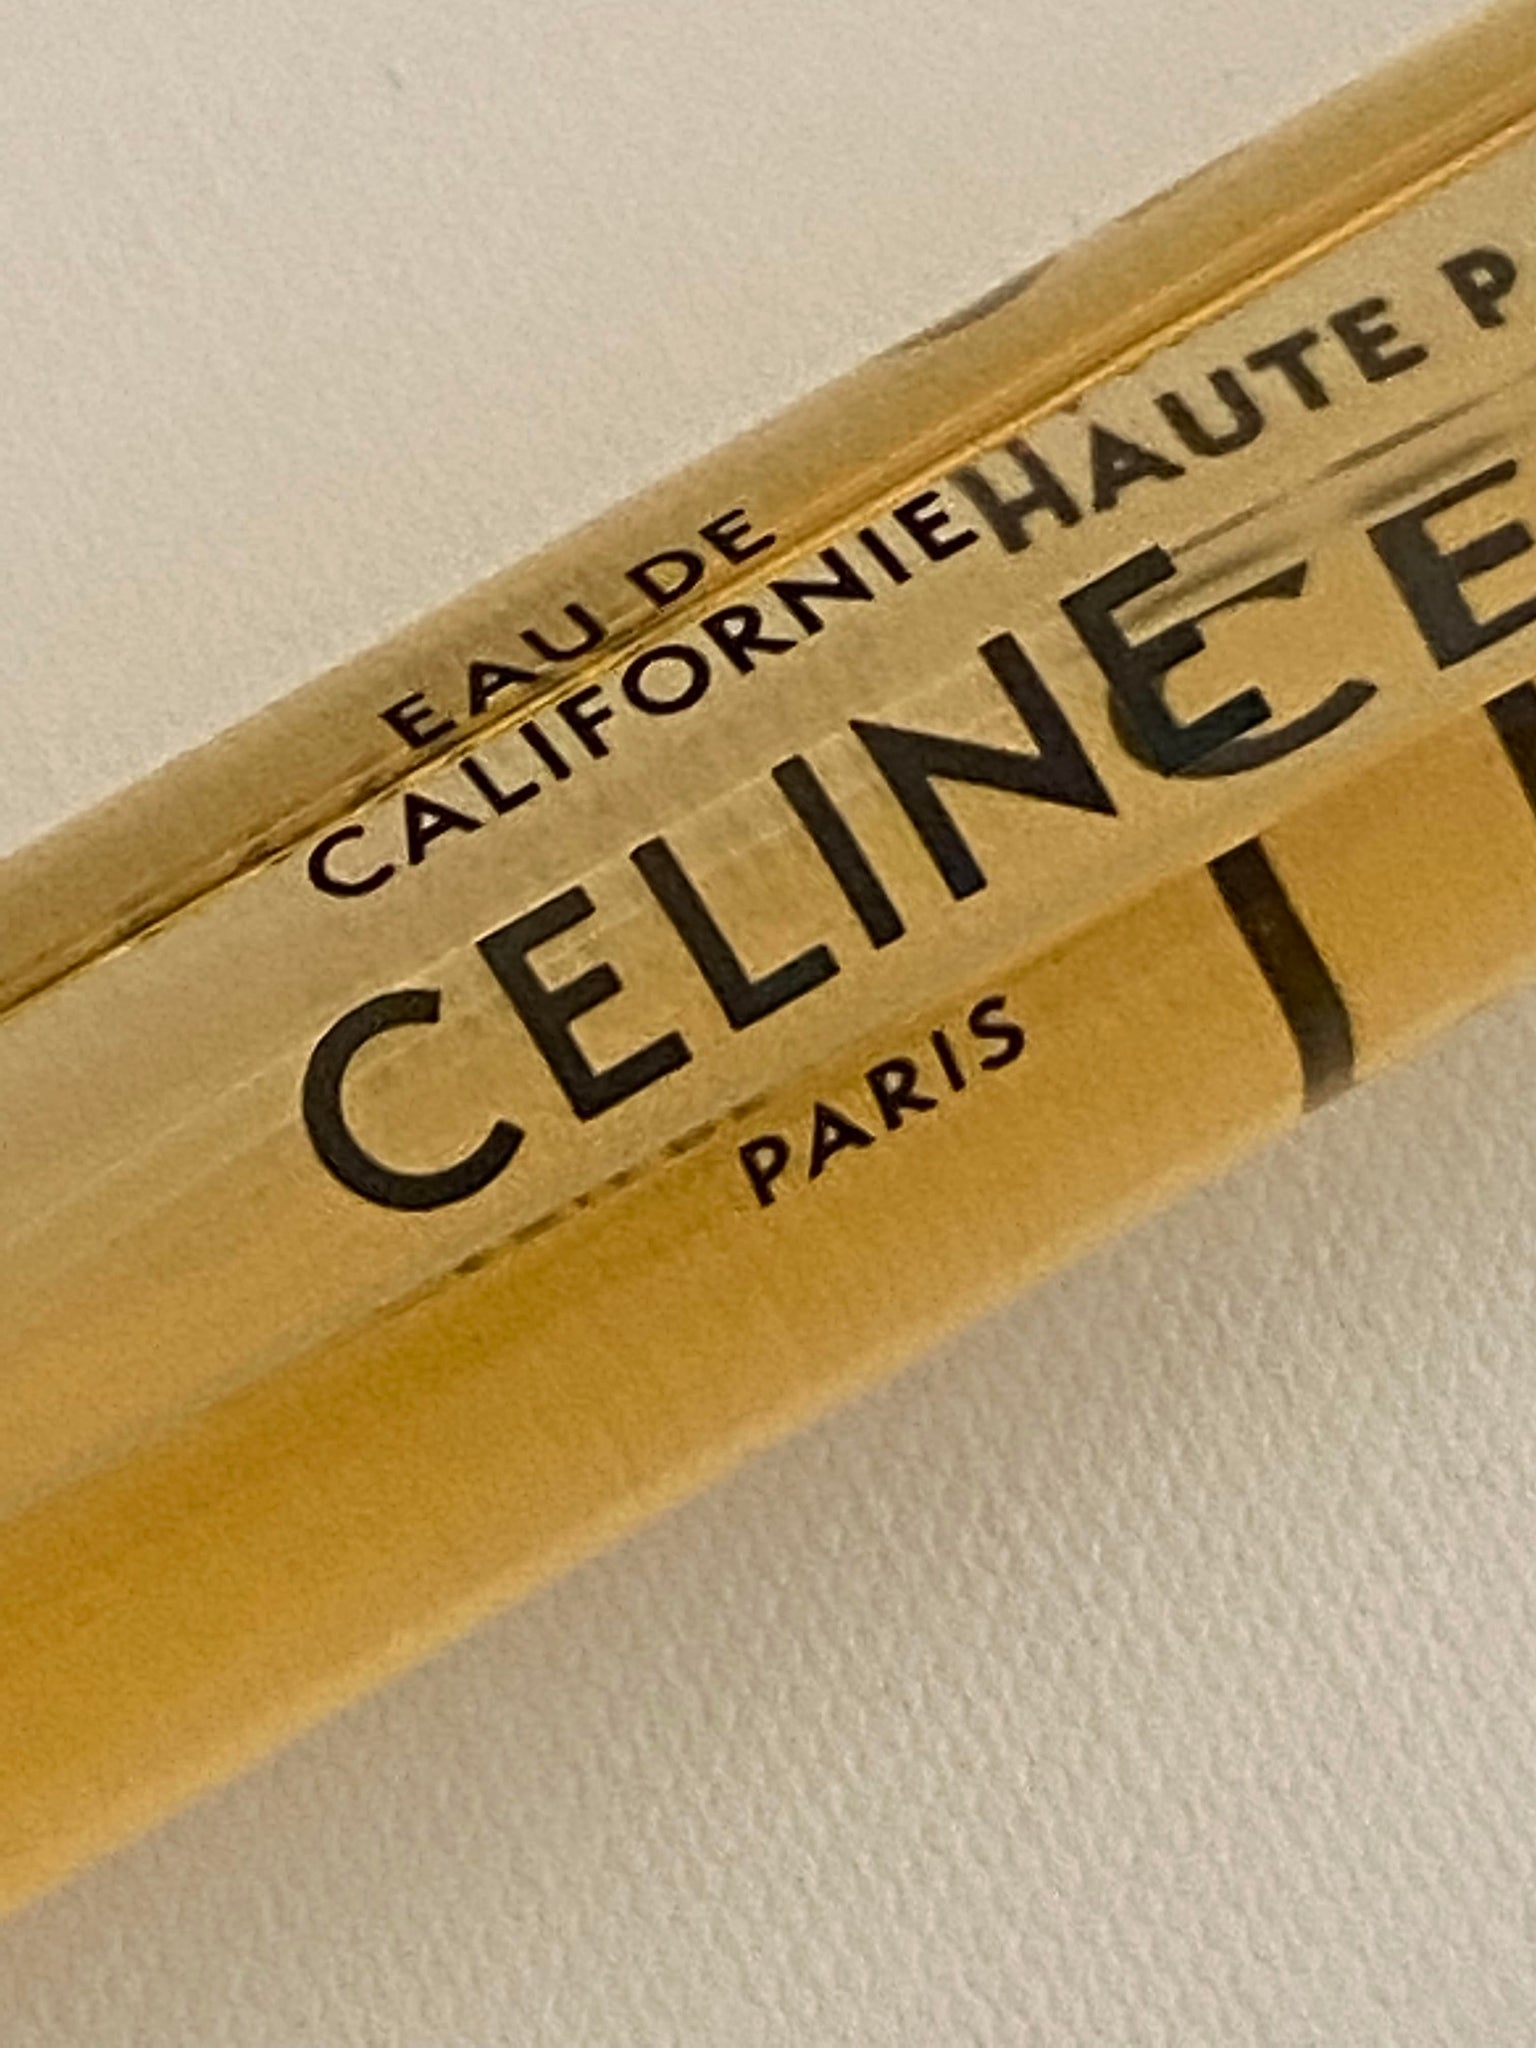 EAU DE
CALIFORNIE
CELINE
PARIS
HAUTE